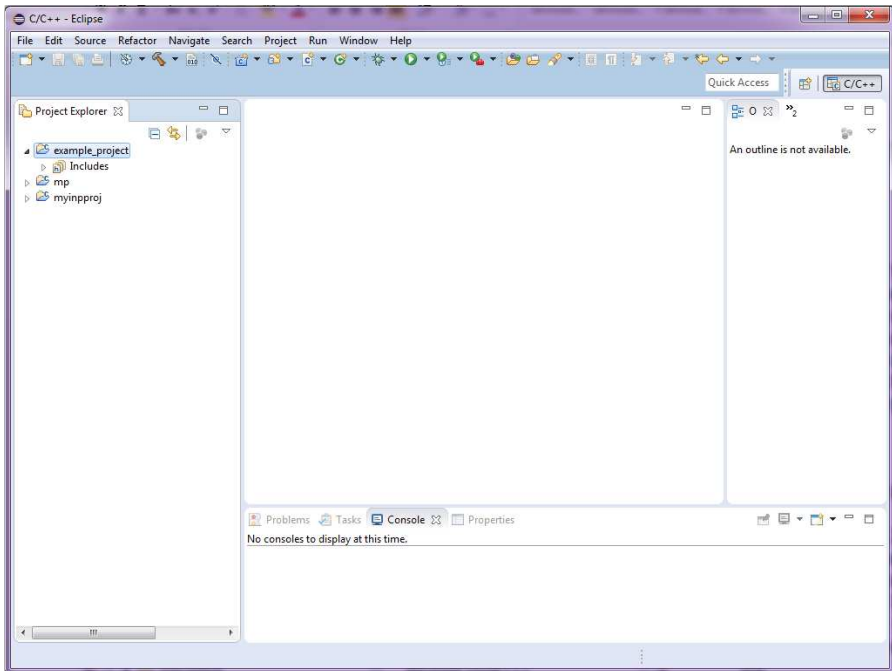 C/C++ - Eclipse
File Edit Source Refactor Navigate Search Project Run Window Help
Quick Access
C/C++
Project Explorer
example_project
Includes
mp
myinpproj
O »2
An outline is not available.
Problems Tasks Console Properties
No consoles to display at this time.